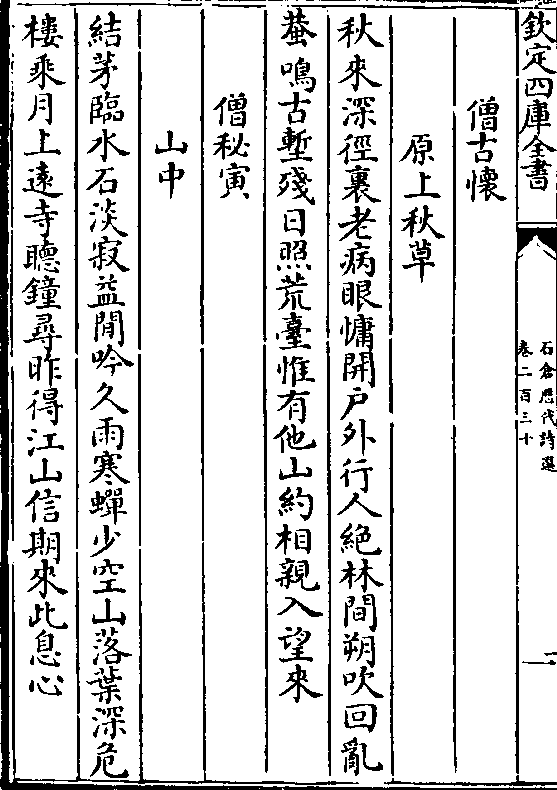 欽定四庫全書
石倉歷代詩選
卷二百三十
二
僧古懷
原上秋草
秋來深徑裏老病眼慵開戶外行人絶林間朔吹回亂
蛬鳴古塹殘日照荒臺惟有他山約相親入望來
僧秘寅
山中
結茅臨水石淡寂益閒吟久雨寒蟬少空山落葉深危
樓乘月上遠寺聽鐘尋昨得江山信期來此息心